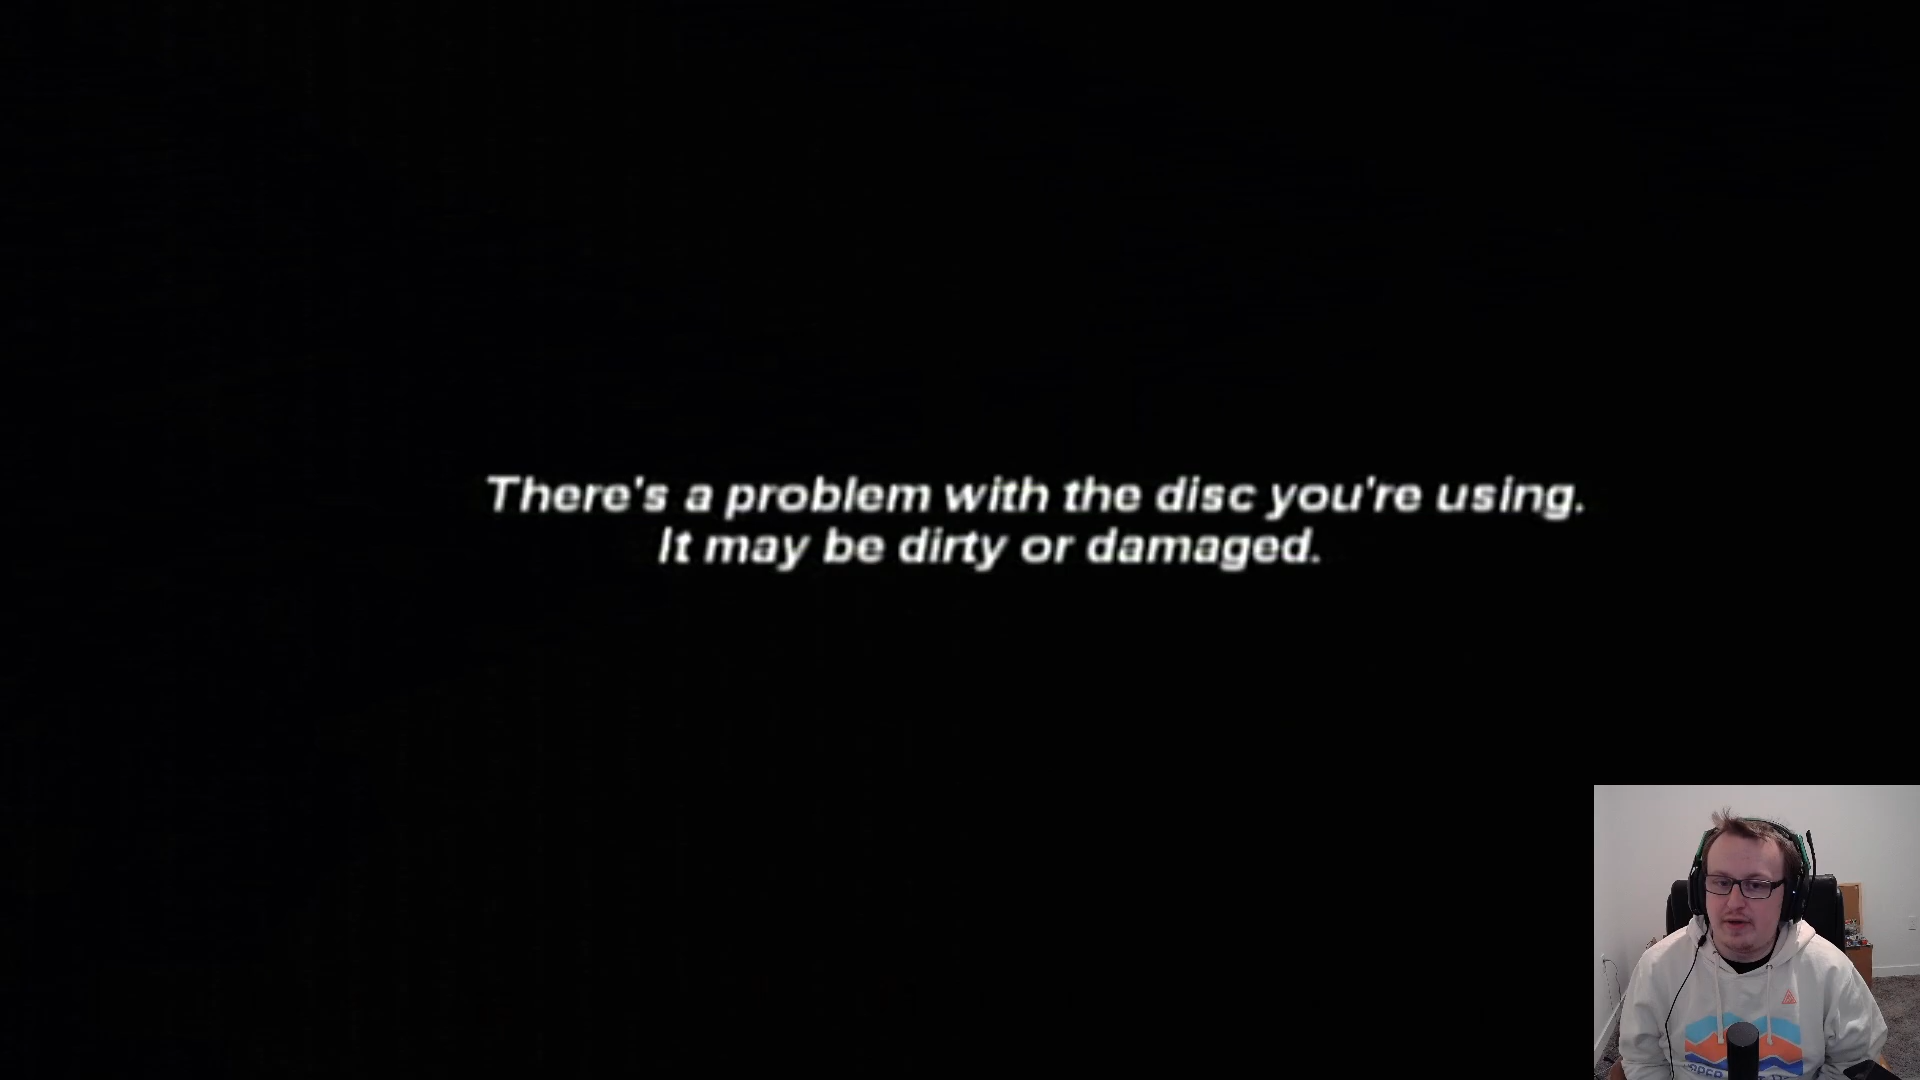 There's a problem with the disc you're using.
It may be dirty or damaged.